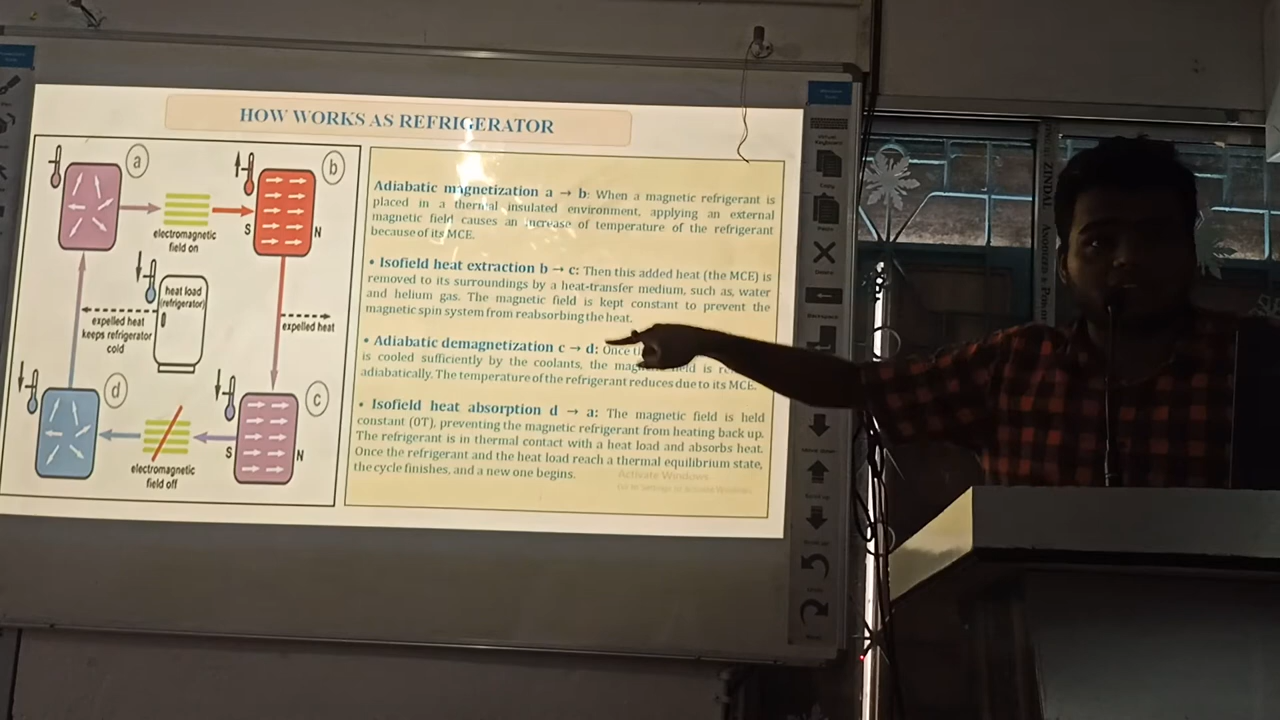 HOW WORKS AS REFRIGERATOR
a
b
S
N
electromagnetic
field on
heat load
(refrigerator)
expelled heat
keeps refrigerator
cold
expelled heat
d
c
S
N
electromagnetic
field off
Adiabatic magnetization a → b: When a magnetic refrigerant is
placed in a thermal insulated environment, applying an external
magnetic field causes an increase of temperature of the refrigerant
because of its MCE.
• Isofield heat extraction b → c: Then this added heat (the MCE) is
removed to its surroundings by a heat-transfer medium, such as, water
and helium gas. The magnetic field is kept constant to prevent the
magnetic spin system from reabsorbing the heat.
• Adiabatic demagnetization c → d: Once
is cooled sufficiently by the coolants, the is
adiabatically. The temperature of the refrigerant reduces due to its MCE.
• Isofield heat absorption d → a: The magnetic field is held
constant (0T), preventing the magnetic refrigerant from heating back up.
The refrigerant is in thermal contact with a heat load and absorbs heat.
Once the refrigerant and the heat load reach a thermal equilibrium state,
the cycle finishes, and a new one begins.
Activate Windows
Keyboard
Copy
Paste
Delete
Backspace